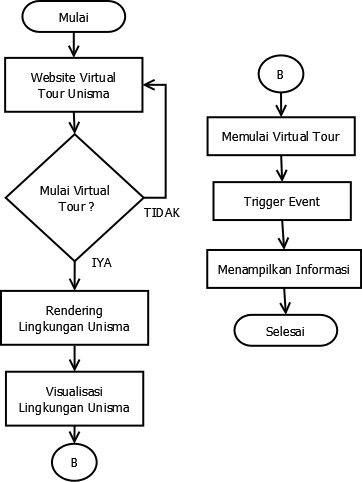 Mulai
Website Virtual
Tour Unisma
Mulai Virtual
Tour ?
TIDAK
IYA
Rendering
Lingkungan Unisma
Visualisasi
Lingkungan Unisma
B
B
Memulai Virtual Tour
Trigger Event
Menampilkan Informasi
Selesai